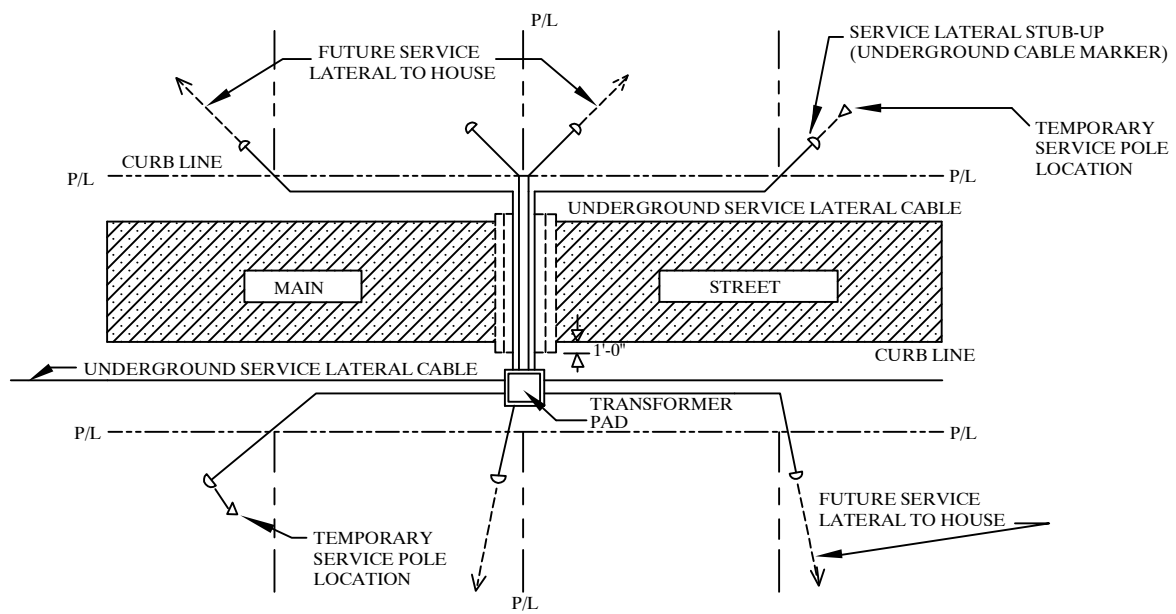 P/L
FUTURE SERVICE
LATERAL TO HOUSE
SERVICE LATERAL STUB-UP
(UNDERGROUND CABLE MARKER)
TEMPORARY
SERVICE POLE
LOCATION
CURB LINE
P/L
P/L
UNDERGROUND SERVICE LATERAL CABLE
MAIN
STREET
1'-0"
CURB LINE
UNDERGROUND SERVICE LATERAL CABLE
TRANSFORMER
PAD
P/L
P/L
FUTURE SERVICE
LATERAL TO HOUSE
TEMPORARY
SERVICE POLE
LOCATION
P/L